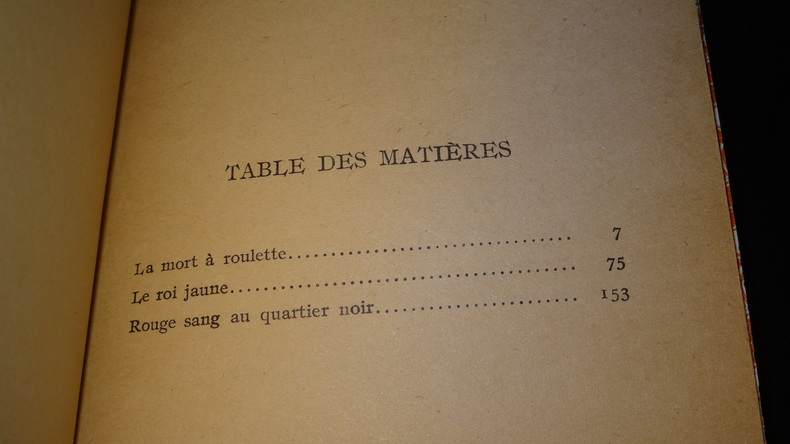 TABLE DES MATIÈRES
La mort à roulette.................................. 7
Le roi jaune......................................... 75
Rouge sang au quartier noir........................ 153